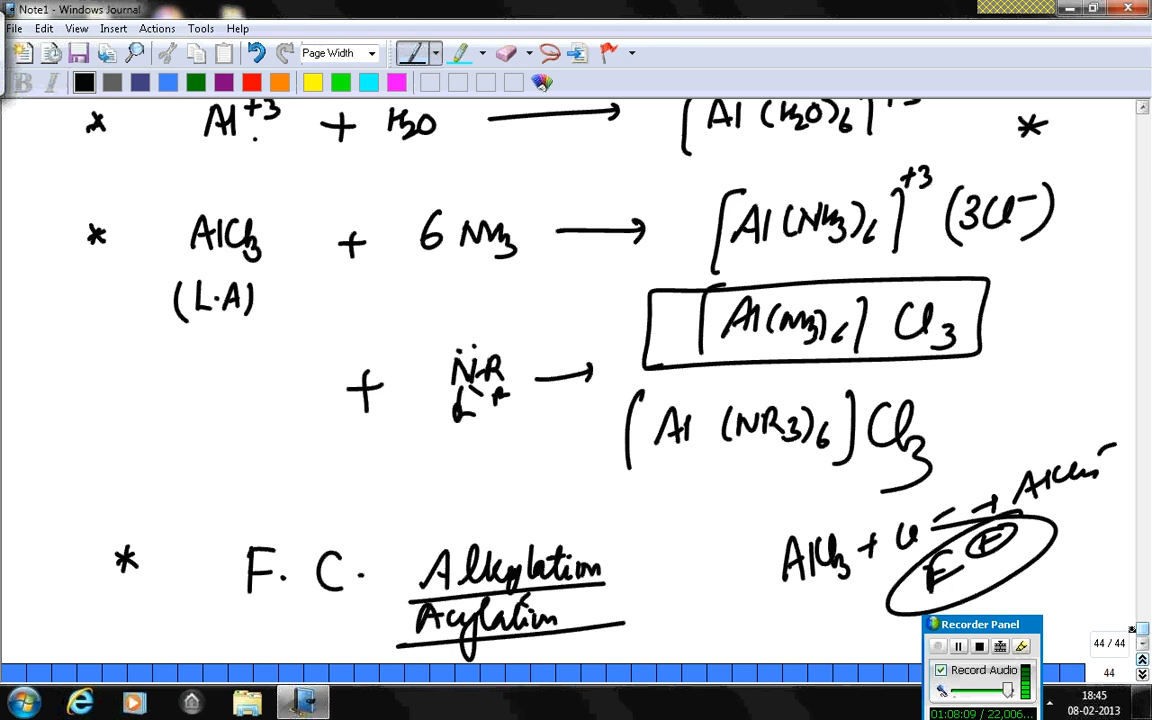 Note1 - Windows Journal
File Edit View Insert Actions Tools Help
Page Width
* Al+3 + H2O ⟶ [Al (H2O)6]+3 *
* AlCl3 + 6 NH3 ⟶ [Al(NH3)6]+3 (3Cl-)
(L.A)
[Al(NH3)6] Cl3
+ N-R ⟶
R R
[Al (NR3)6]Cl3
AlCl3 + Cl- → AlCl4-
* F. C. Alkylation
Acylation
Recorder Panel
44 / 44
Record Audio
44
18:45
08-02-2013
01:08:09 / 22,006...